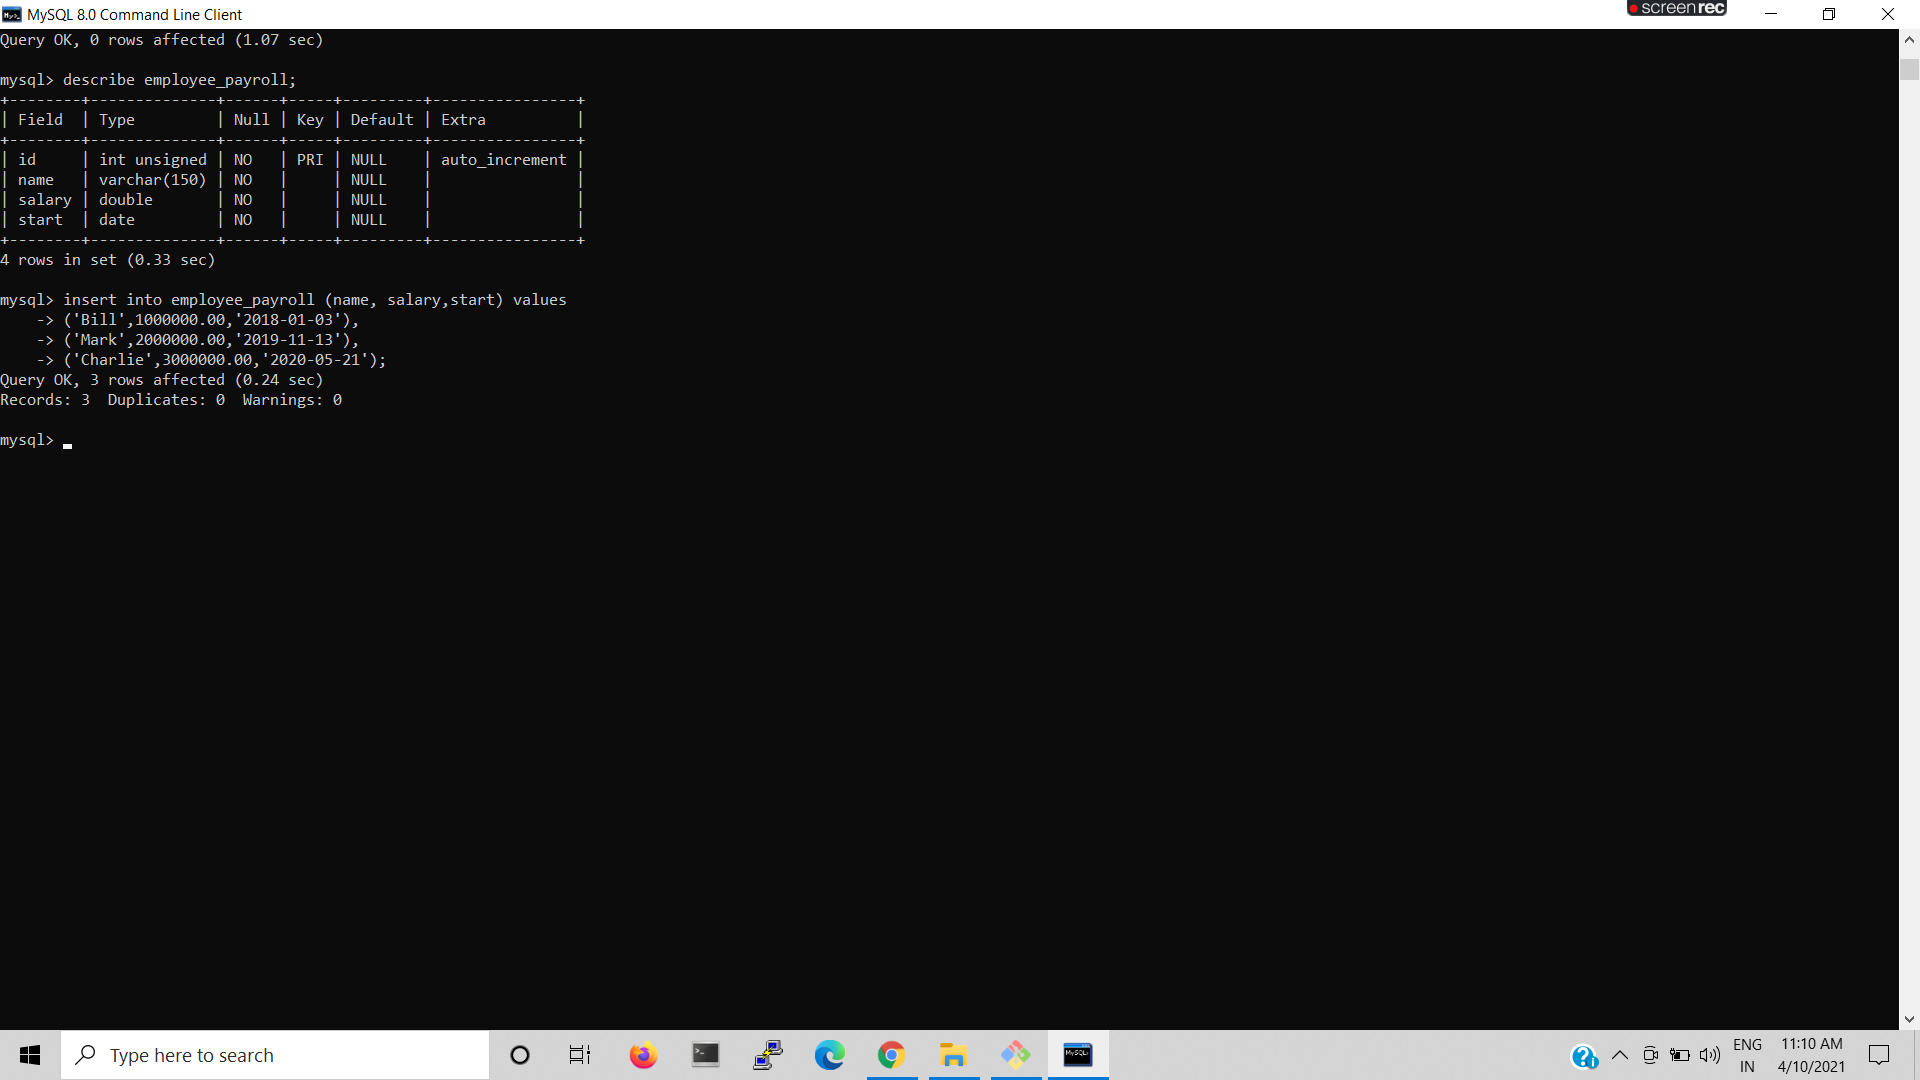 MySQL 8.0 Command Line Client
screenrec
Query OK, 0 rows affected (1.07 sec)
mysql> describe employee_payroll;
+--------+--------------+------+-----+---------+----------------+
| Field  | Type         | Null | Key | Default | Extra          |
+--------+--------------+------+-----+---------+----------------+
| id     | int unsigned | NO   | PRI | NULL    | auto_increment |
| name   | varchar(150) | NO   |     | NULL    |                |
| salary | double       | NO   |     | NULL    |                |
| start  | date         | NO   |     | NULL    |                |
+--------+--------------+------+-----+---------+----------------+
4 rows in set (0.33 sec)
mysql> insert into employee_payroll (name, salary,start) values
    -> ('Bill',1000000.00,'2018-01-03'),
    -> ('Mark',2000000.00,'2019-11-13'),
    -> ('Charlie',3000000.00,'2020-05-21');
Query OK, 3 rows affected (0.24 sec)
Records: 3  Duplicates: 0  Warnings: 0
mysql>
Type here to search
MySQL
ENG
IN
11:10 AM
4/10/2021